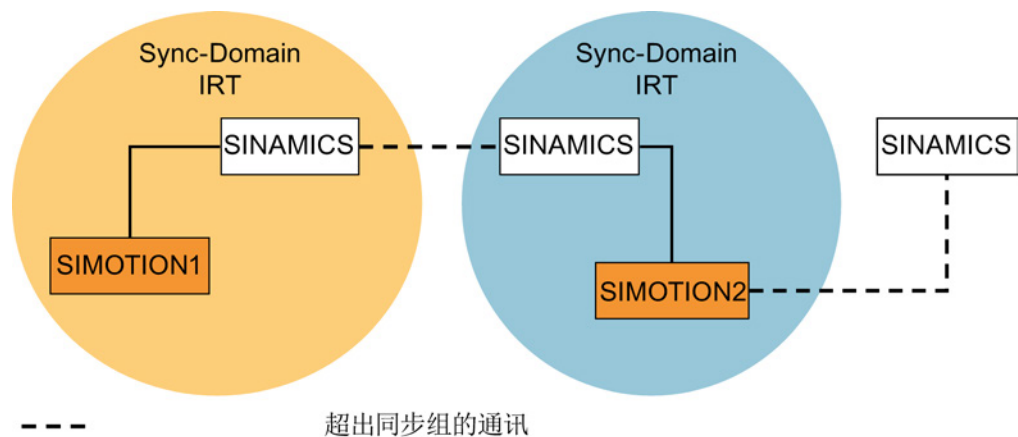 Sync-Domain
IRT
Sync-Domain
IRT
SINAMICS
SINAMICS
SINAMICS
SIMOTION1
SIMOTION2
超出同步组的通讯